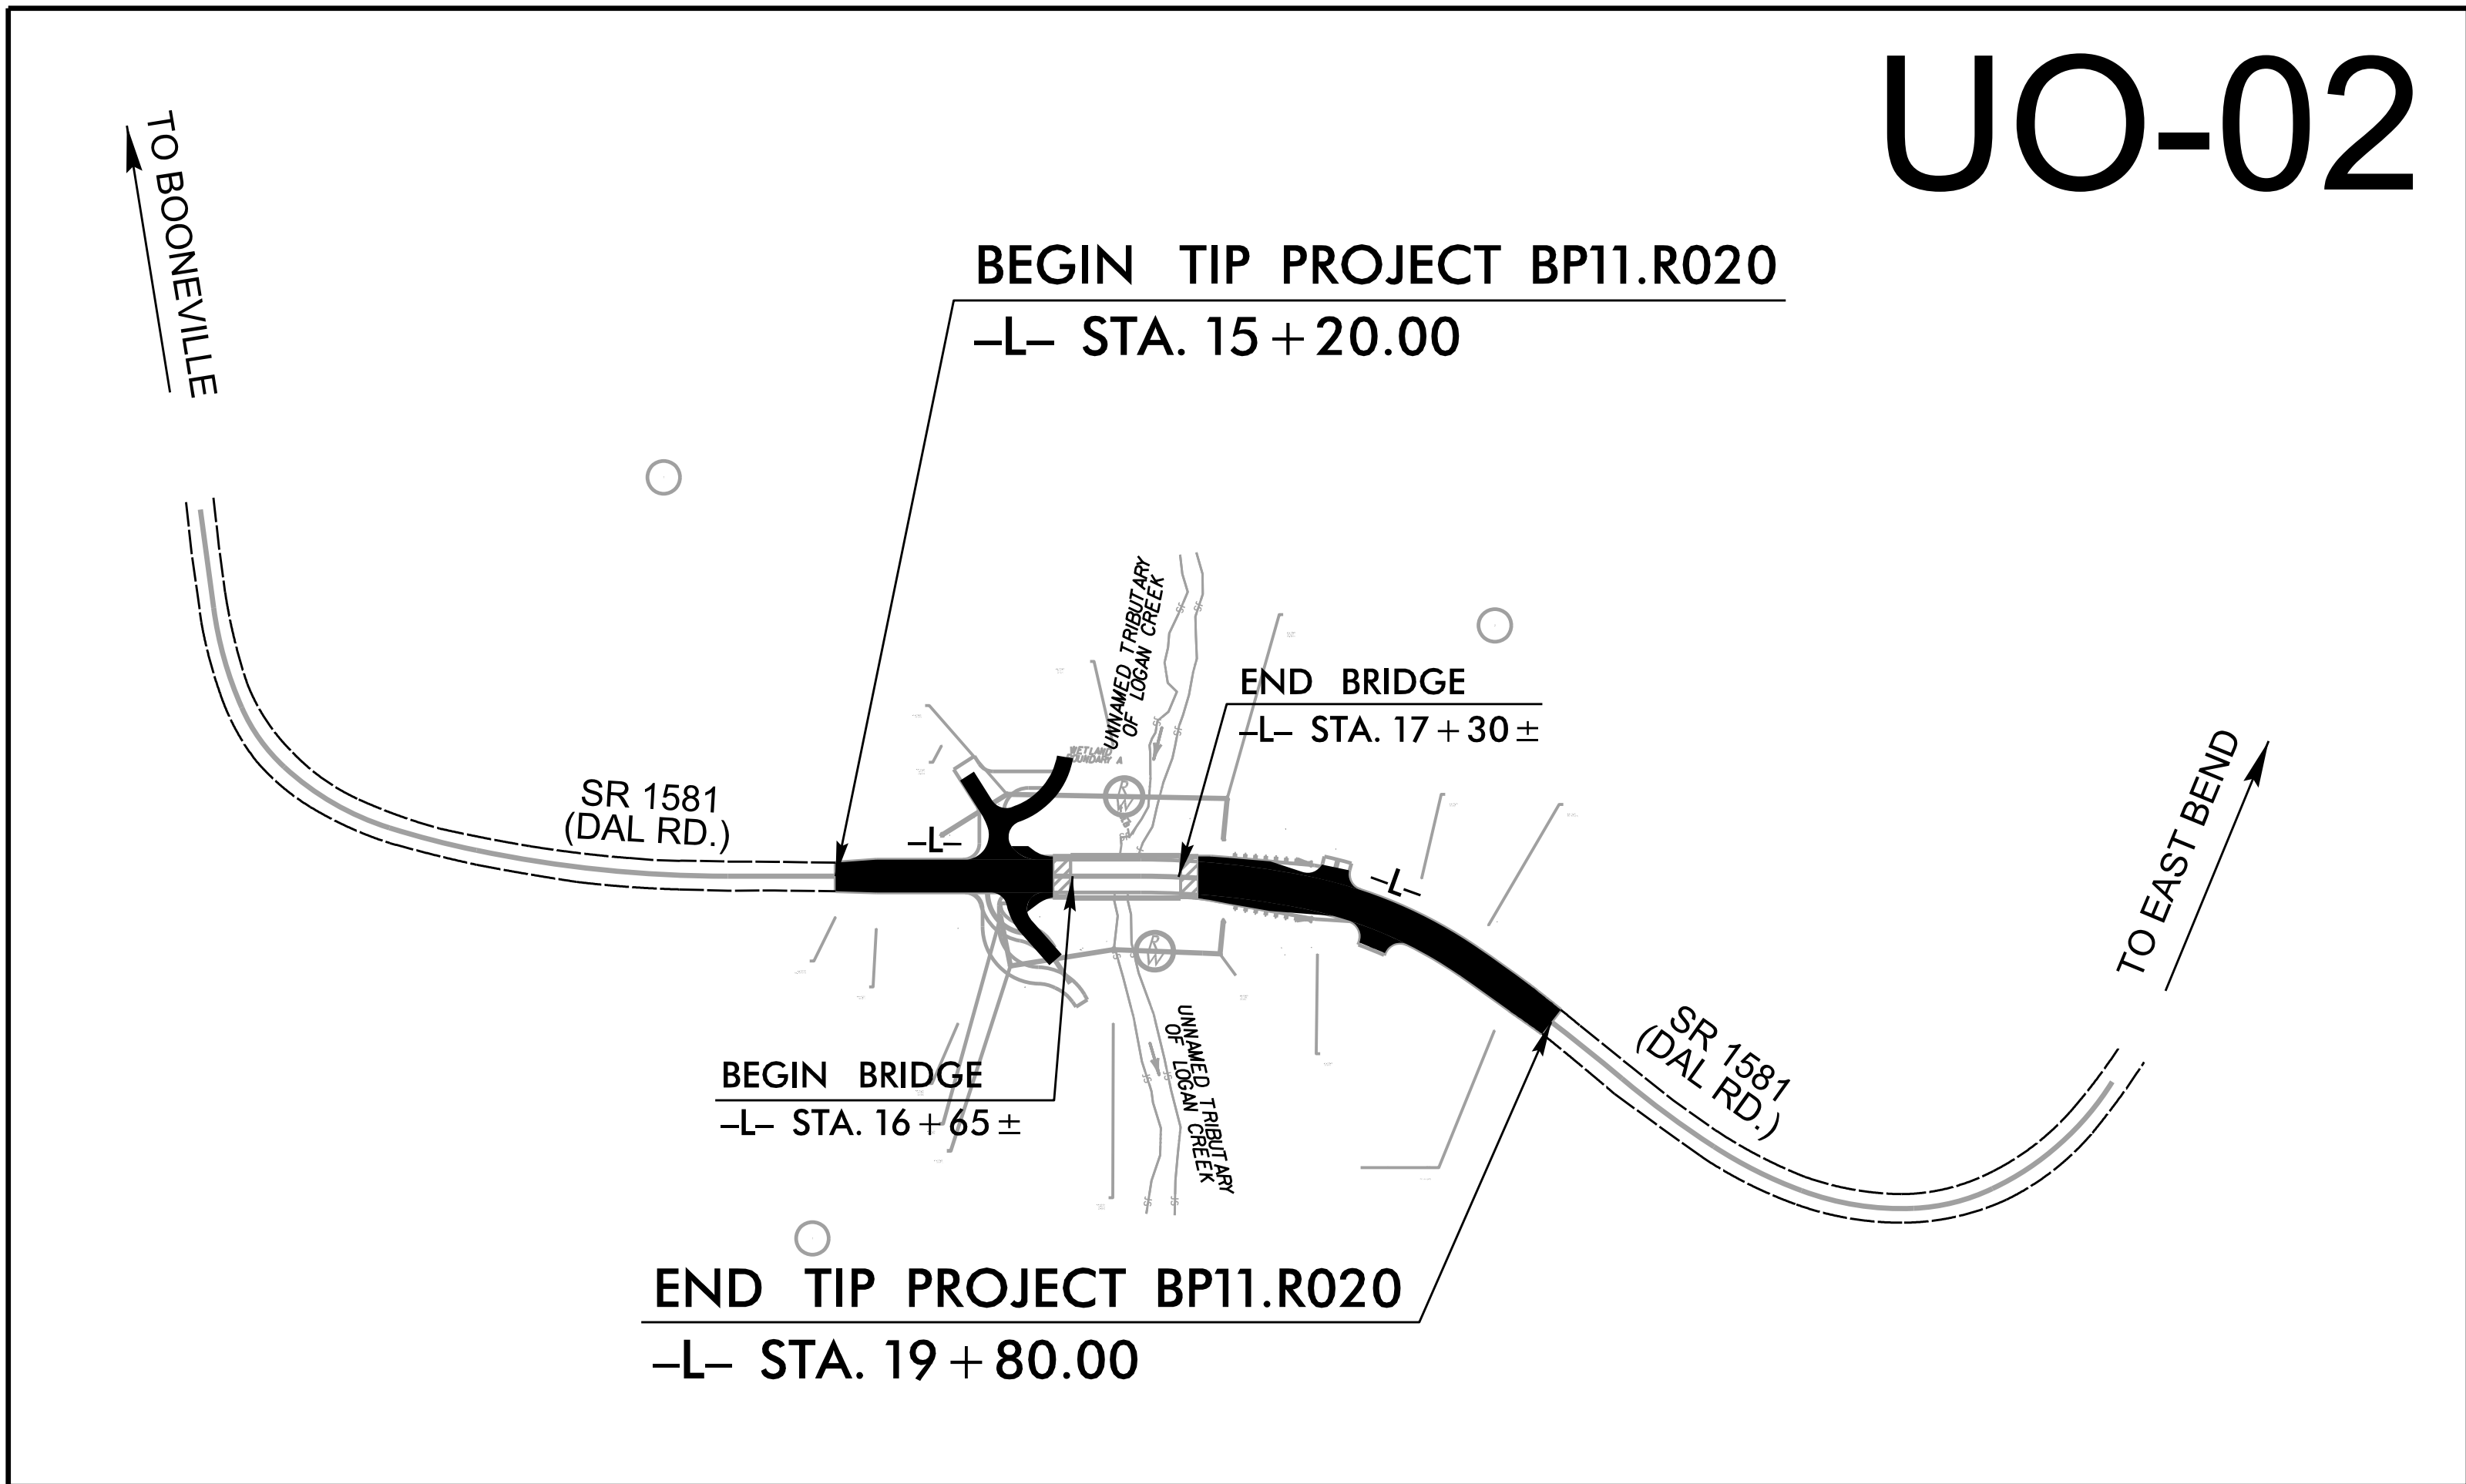 UO-02
TO BOONEVILLE
BEGIN TIP PROJECT BP11.R020
-L- STA. 15+20.00
UNNAMED TRIBUTARY
OF LOGAN CREEK
END BRIDGE
-L- STA. 17+30±
WETLAND
BOUNDARY A
SR 1581
(DAL RD.)
-L-
-L-
TO EAST BEND
SR 1581
(DAL RD.)
UNNAMED TRIBUTARY
OF LOGAN CREEK
BEGIN BRIDGE
-L- STA. 16+65±
END TIP PROJECT BP11.R020
-L- STA. 19+80.00